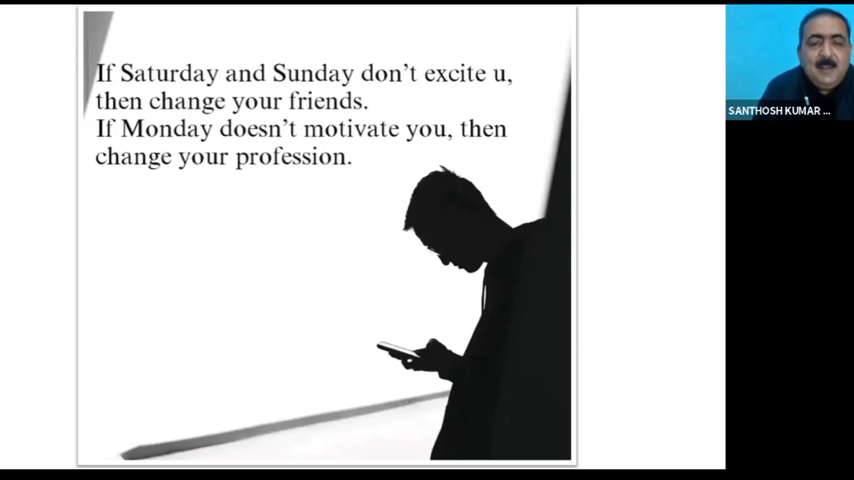 If Saturday and Sunday don’t excite u,
then change your friends.
If Monday doesn’t motivate you, then
change your profession.
SANTHOSH KUMAR ...